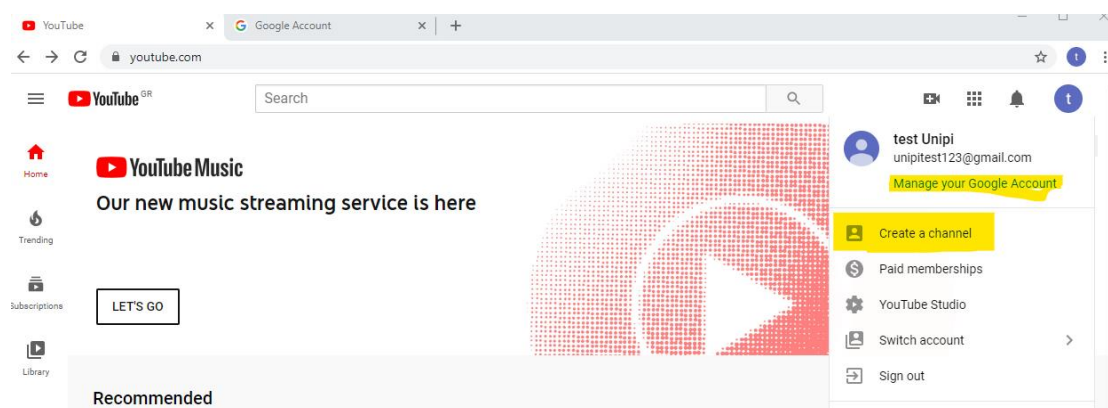 YouTube
Google Account
youtube.com
YouTube GR
Search
t
t
Home
Trending
Subscriptions
Library
YouTube Music
Our new music streaming service is here
LET'S GO
Recommended
test Unipi
unipitest123@gmail.com
Manage your Google Account
Create a channel
Paid memberships
YouTube Studio
Switch account
Sign out